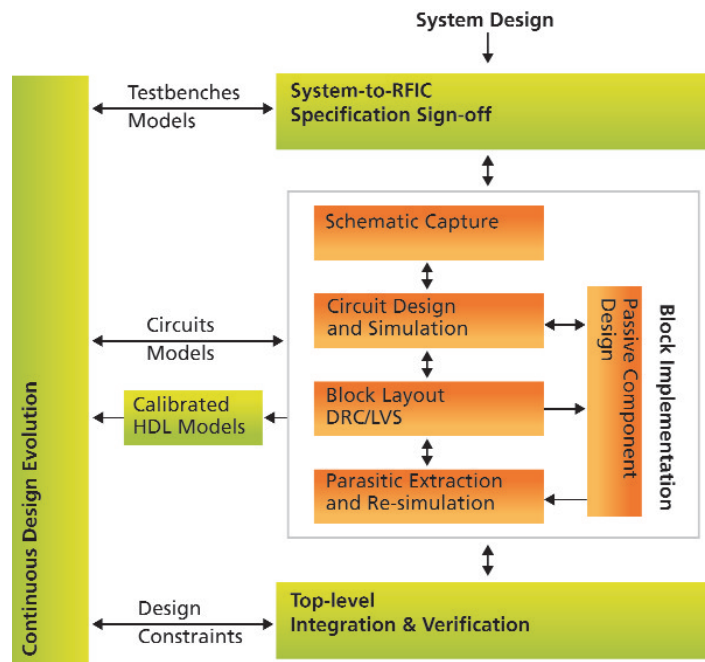 System Design
Testbenches
Models
System-to-RFIC
Specification Sign-off
Schematic Capture
Circuit Design
and Simulation
Circuits
Models
Passive Component
Design
Block Implementation
Calibrated
HDL Models
Block Layout
DRC/LVS
Parasitic Extraction
and Re-simulation
Continuous Design Evolution
Design
Constraints
Top-level
Integration & Verification